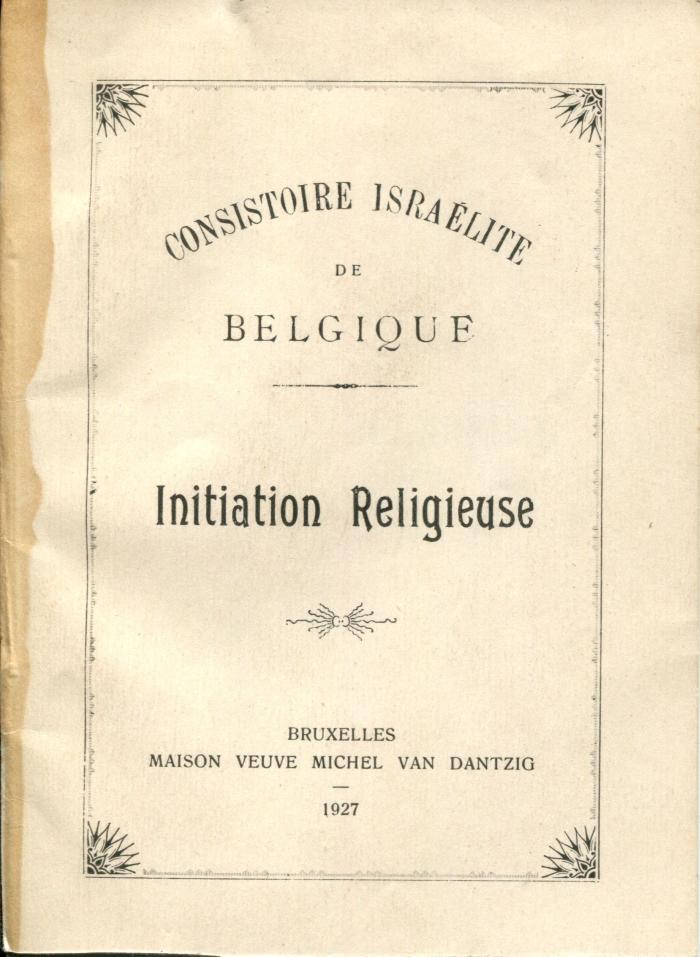 CONSISTOIRE ISRAÉLITE
DE
BELGIQUE
Initiation Religieuse
BRUXELLES
MAISON VEUVE MICHEL VAN DANTZIG
—
1927